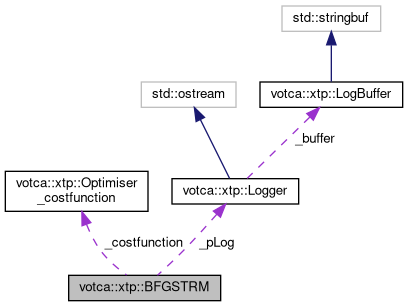 std::stringbuf
std::ostream
votca::xtp::LogBuffer
_buffer
votca::xtp::Optimiser
_costfunction
votca::xtp::Logger
_costfunction
_pLog
votca::xtp::BFGSTRM